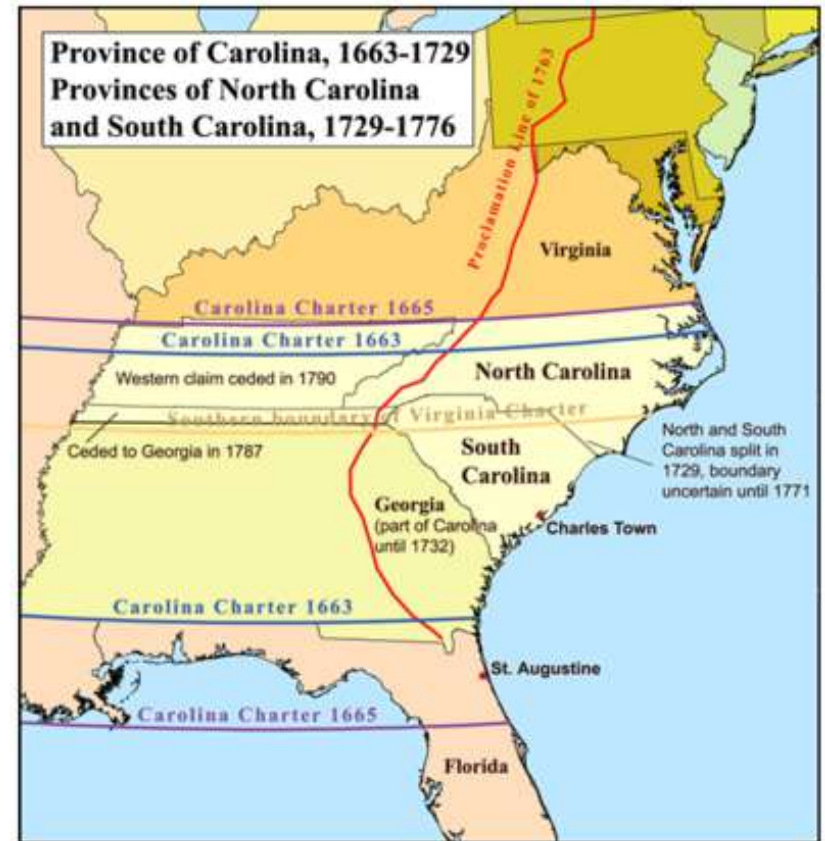 Province of Carolina, 1663-1729
Provinces of North Carolina
and South Carolina, 1729-1776
Proclamation Line of 1763
Virginia
Carolina Charter 1665
Carolina Charter 1663
Western claim ceded in 1790
North Carolina
Southern boundary of Virginia Charter
Ceded to Georgia in 1787
North and South
Carolina split in
1729, boundary
uncertain until 1771
South
Carolina
Georgia
(part of Carolina
until 1732)
Charles Town
Carolina Charter 1663
St. Augustine
Carolina Charter 1665
Florida